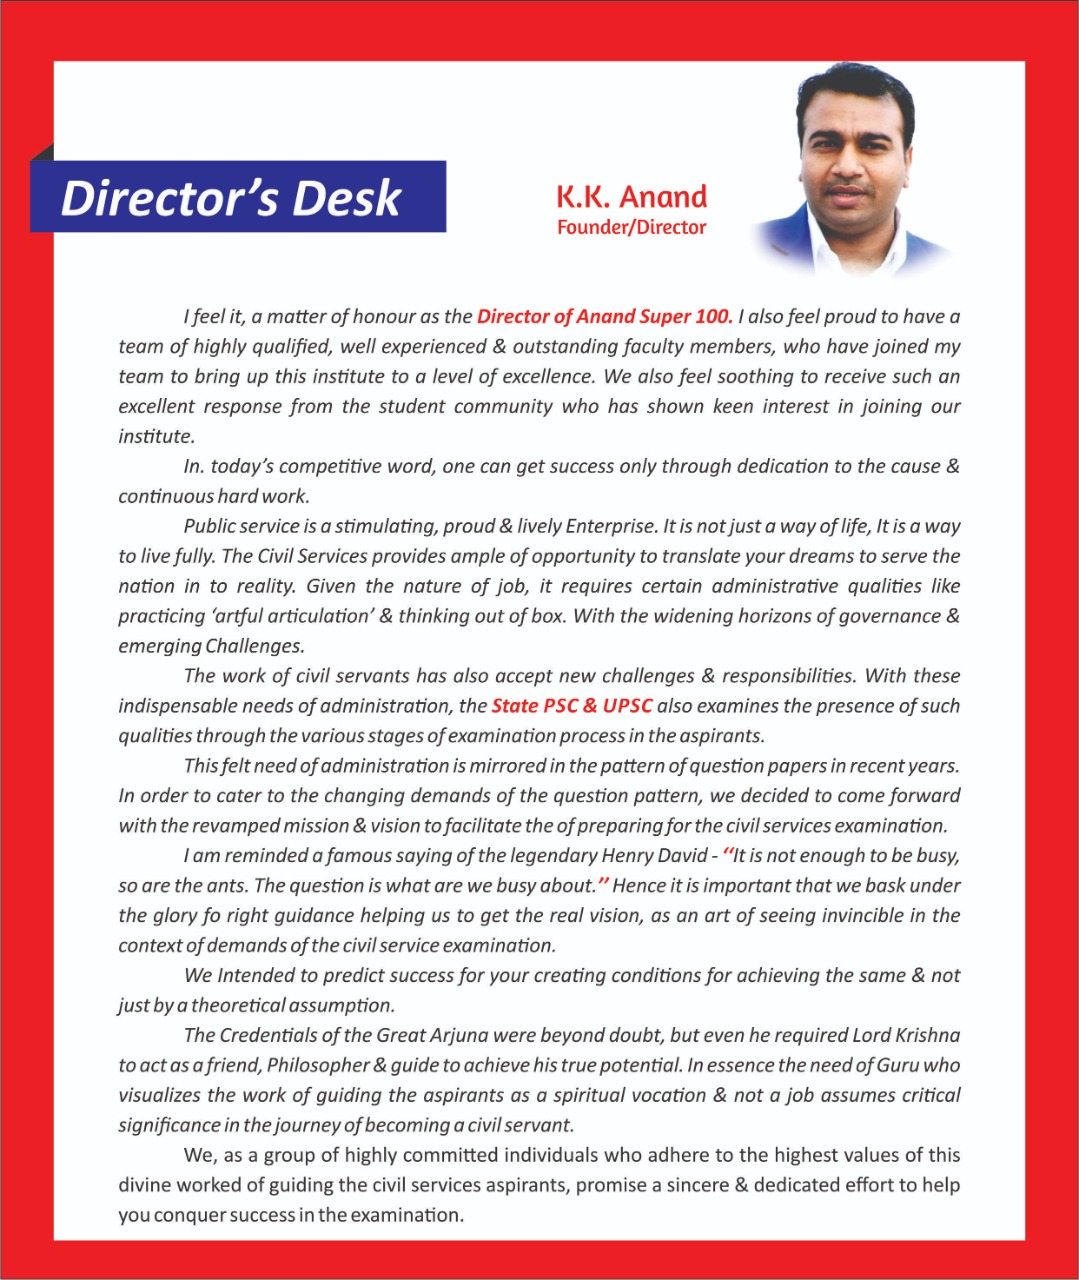 Director’s Desk
K.K. Anand
Founder/Director
I feel it, a matter of honour as the Director of Anand Super 100. I also feel proud to have a
team of highly qualified, well experienced & outstanding faculty members, who have joined my
team to bring up this institute to a level of excellence. We also feel soothing to receive such an
excellent response from the student community who has shown keen interest in joining our
institute.
In. today’s competitive word, one can get success only through dedication to the cause &
continuous hard work.
Public service is a stimulating, proud & lively Enterprise. It is not just a way of life, It is a way
to live fully. The Civil Services provides ample of opportunity to translate your dreams to serve the
nation in to reality. Given the nature of job, it requires certain administrative qualities like
practicing ‘artful articulation’ & thinking out of box. With the widening horizons of governance &
emerging Challenges.
The work of civil servants has also accept new challenges & responsibilities. With these
indispensable needs of administration, the State PSC & UPSC also examines the presence of such
qualities through the various stages of examination process in the aspirants.
This felt need of administration is mirrored in the pattern of question papers in recent years.
In order to cater to the changing demands of the question pattern, we decided to come forward
with the revamped mission & vision to facilitate the of preparing for the civil services examination.
I am reminded a famous saying of the legendary Henry David - “It is not enough to be busy,
so are the ants. The question is what are we busy about.” Hence it is important that we bask under
the glory fo right guidance helping us to get the real vision, as an art of seeing invincible in the
context of demands of the civil service examination.
We Intended to predict success for your creating conditions for achieving the same & not
just by a theoretical assumption.
The Credentials of the Great Arjuna were beyond doubt, but even he required Lord Krishna
to act as a friend, Philosopher & guide to achieve his true potential. In essence the need of Guru who
visualizes the work of guiding the aspirants as a spiritual vocation & not a job assumes critical
significance in the journey of becoming a civil servant.
We, as a group of highly committed individuals who adhere to the highest values of this
divine worked of guiding the civil services aspirants, promise a sincere & dedicated effort to help
you conquer success in the examination.